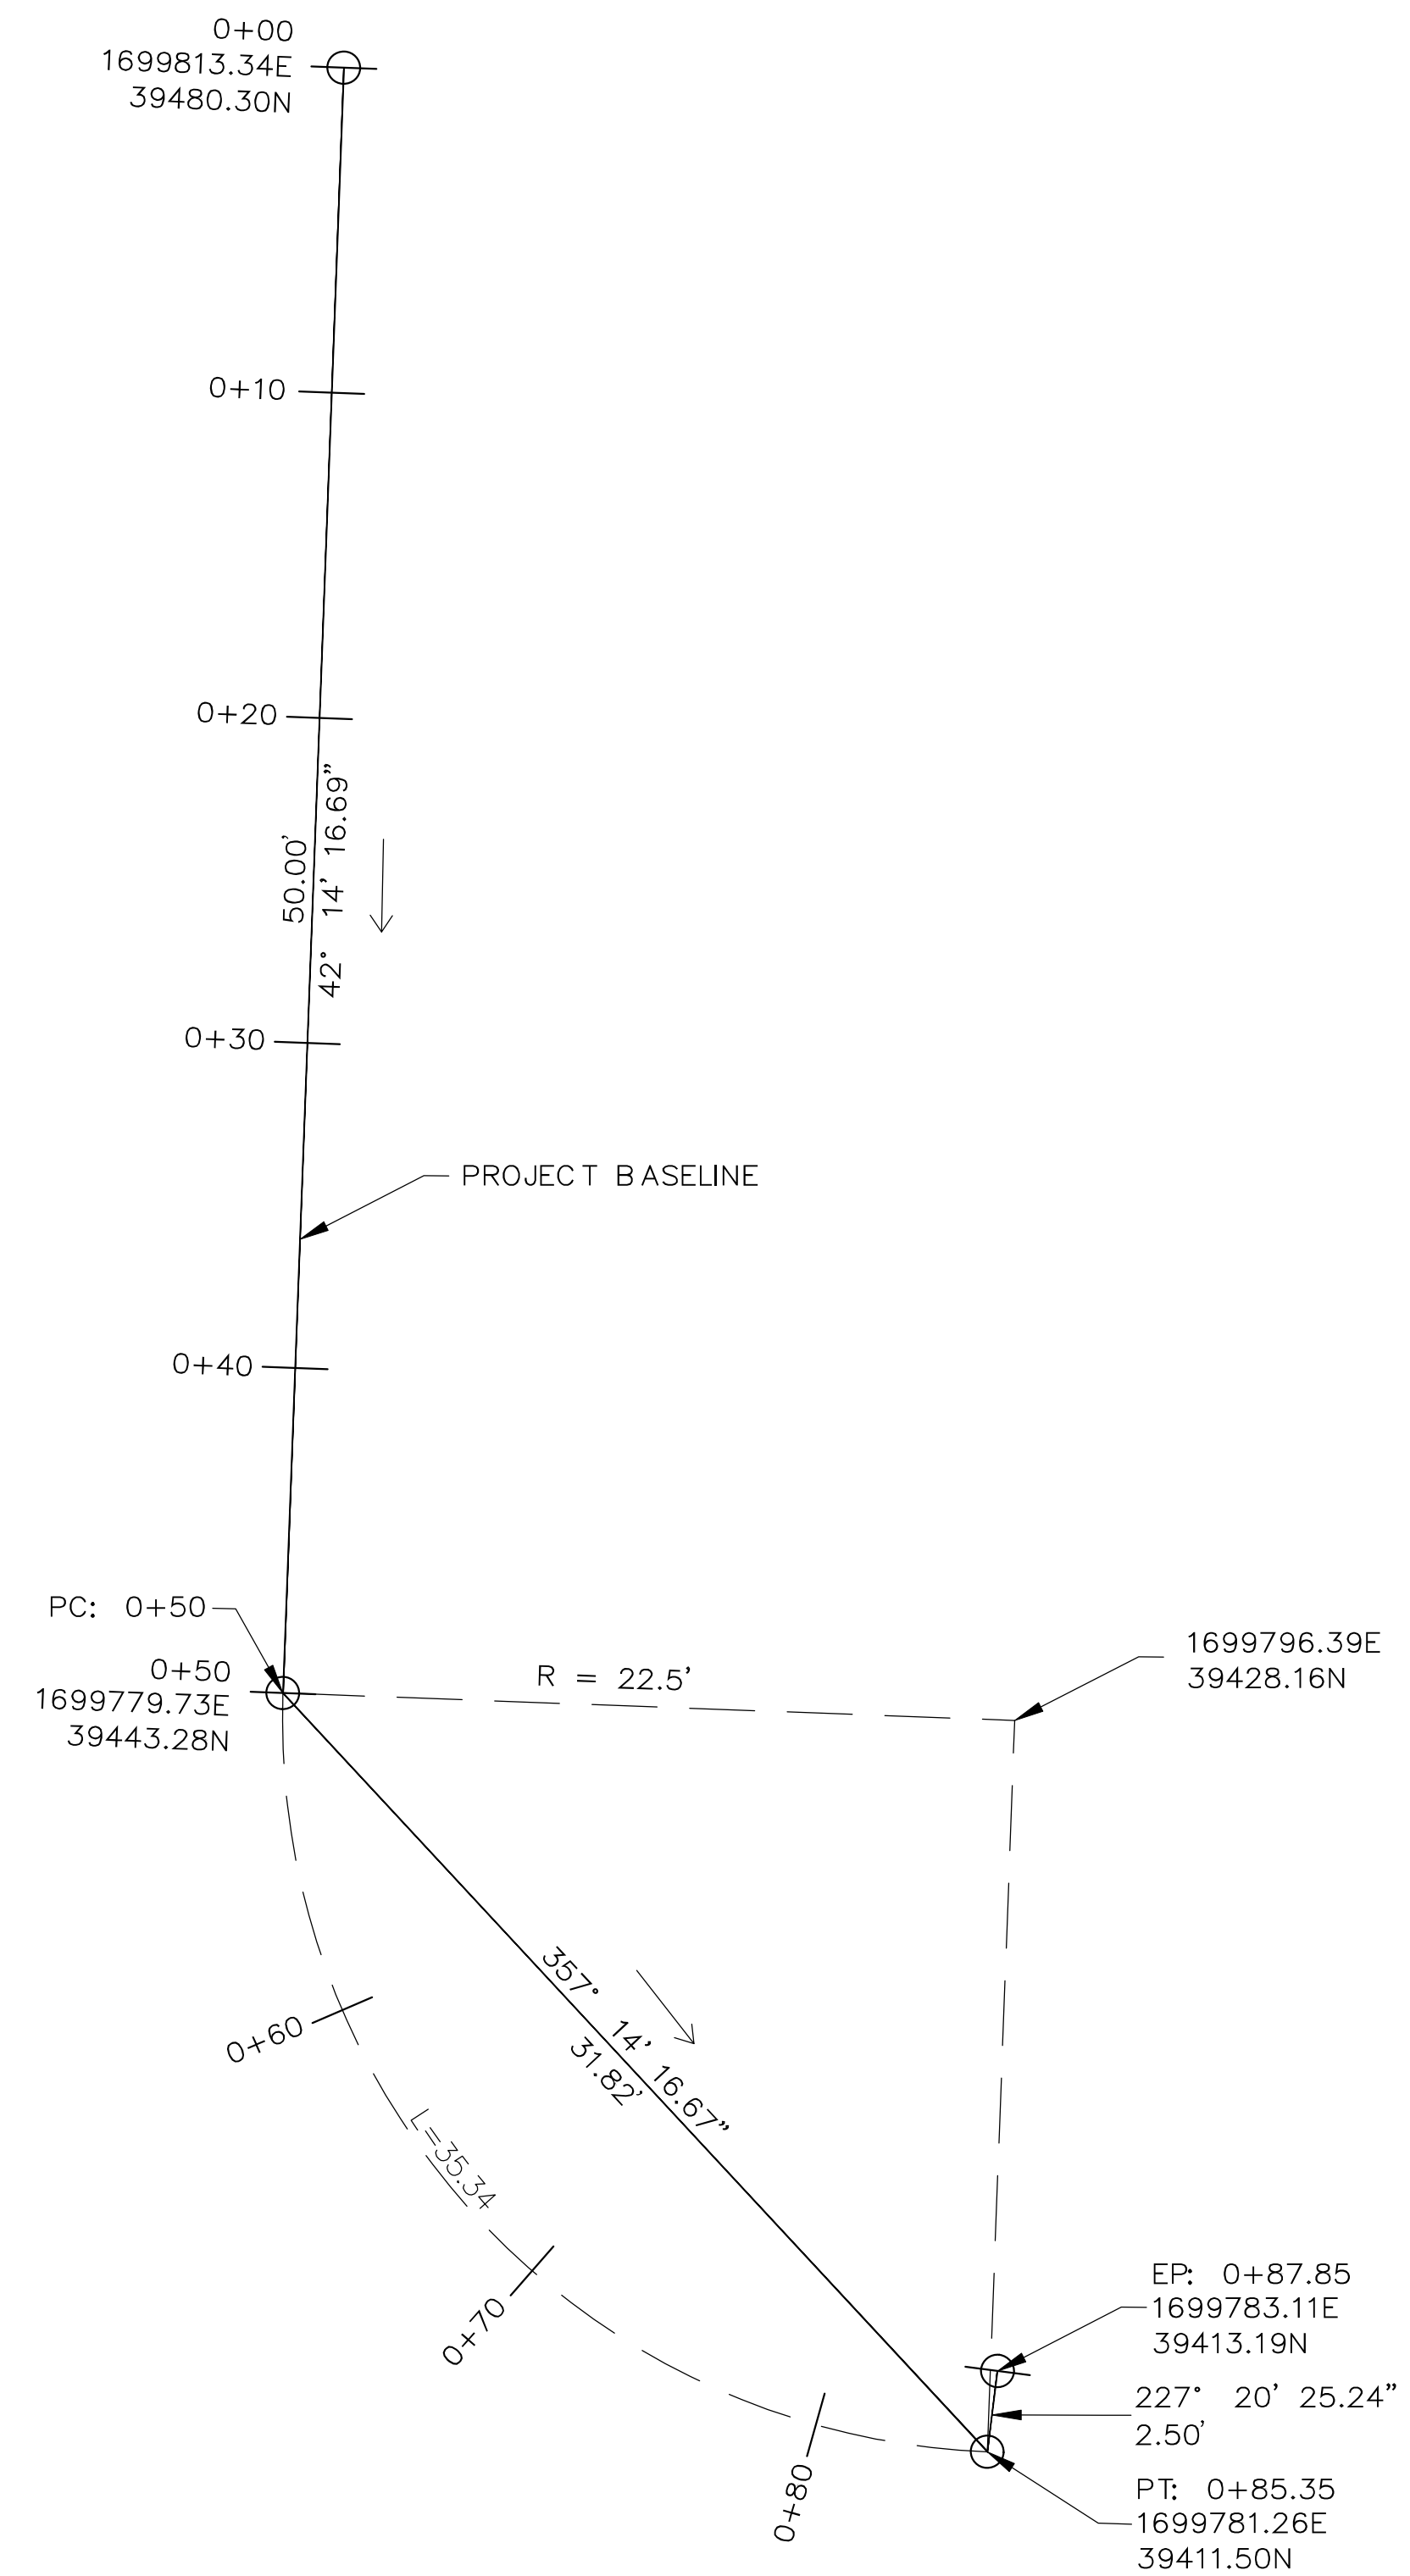 0+00
1699813.34E
39480.30N
0+10
0+20
50.00'
42° 14' 16.69"
0+30
PROJECT BASELINE
0+40
PC: 0+50
0+50
1699779.73E
39443.28N
R = 22.5'
1699796.39E
39428.16N
357° 14' 16.67"
31.82'
0+60
L=35.34
0+70
0+80
EP: 0+87.85
1699783.11E
39413.19N
227° 20' 25.24"
2.50'
PT: 0+85.35
1699781.26E
39411.50N